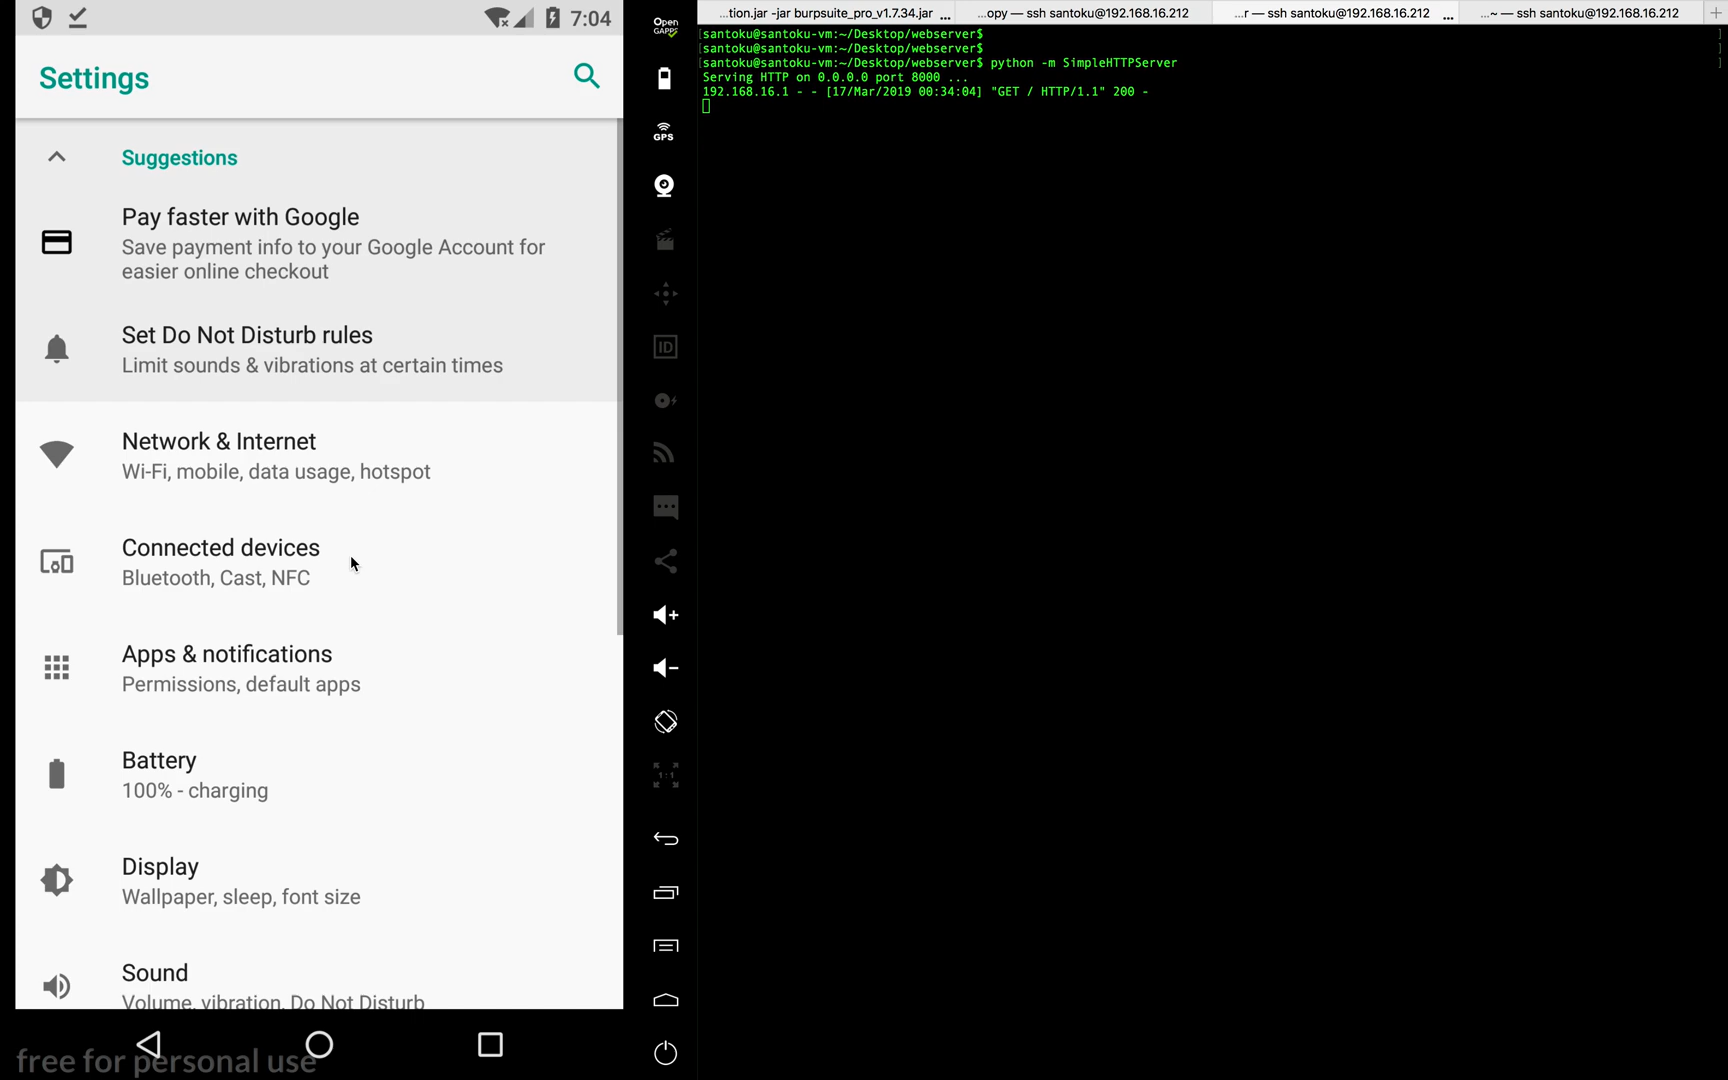 7:04
Settings
Suggestions
Pay faster with Google
Save payment info to your Google Account for
easier online checkout
Set Do Not Disturb rules
Limit sounds & vibrations at certain times
Network & Internet
Wi-Fi, mobile, data usage, hotspot
Connected devices
Bluetooth, Cast, NFC
Apps & notifications
Permissions, default apps
Battery
100% - charging
Display
Wallpaper, sleep, font size
Sound
Volume, vibration, Do Not Disturb
free for personal use
Open
GAPPS
GPS
ID
1:1
...tion.jar -jar burpsuite_pro_v1.7.34.jar ...
...opy — ssh santoku@192.168.16.212
...r — ssh santoku@192.168.16.212 ...
...~ — ssh santoku@192.168.16.212
[santoku@santoku-vm:~/Desktop/webserver$ ]
[santoku@santoku-vm:~/Desktop/webserver$ ]
[santoku@santoku-vm:~/Desktop/webserver$ python -m SimpleHTTPServer ]
Serving HTTP on 0.0.0.0 port 8000 ...
192.168.16.1 - - [17/Mar/2019 00:34:04] "GET / HTTP/1.1" 200 -